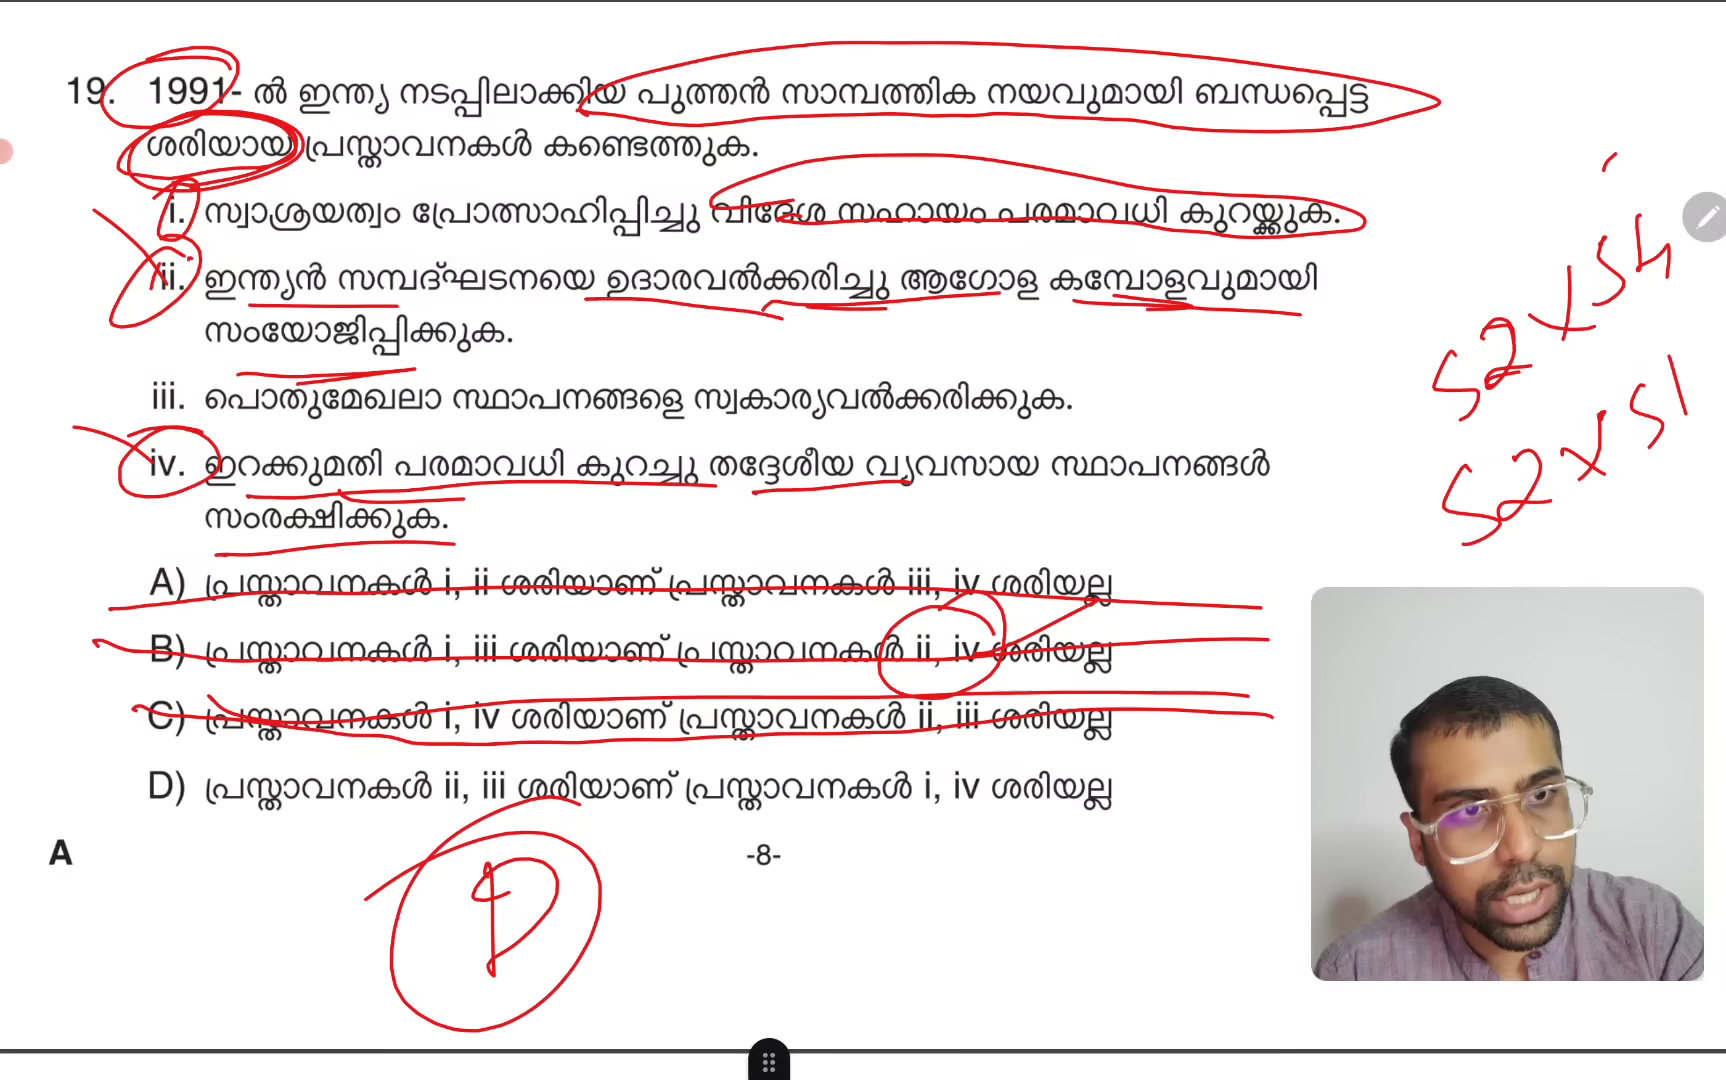 19. 1991- ൽ ഇന്ത്യ നടപ്പിലാക്കിയ പുത്തൻ സാമ്പത്തിക നയവുമായി ബന്ധപ്പെട്ട
ശരിയായ പ്രസ്താവനകൾ കണ്ടെത്തുക.
i. സ്വാശ്രയത്വം പ്രോത്സാഹിപ്പിച്ചു വിദേശ സഹായം പരമാവധി കുറയ്ക്കുക.
ii. ഇന്ത്യൻ സമ്പദ്ഘടനയെ ഉദാരവൽക്കരിച്ചു ആഗോള കമ്പോളവുമായി
സംയോജിപ്പിക്കുക.
iii. പൊതുമേഖലാ സ്ഥാപനങ്ങളെ സ്വകാര്യവൽക്കരിക്കുക.
iv. ഇറക്കുമതി പരമാവധി കുറച്ചു തദ്ദേശീയ വ്യവസായ സ്ഥാപനങ്ങൾ
സംരക്ഷിക്കുക.
A) പ്രസ്താവനകൾ i, ii ശരിയാണ് പ്രസ്താവനകൾ iii, iv ശരിയല്ല
B) പ്രസ്താവനകൾ i, iii ശരിയാണ് പ്രസ്താവനകൾ ii, iv ശരിയല്ല
C) പ്രസ്താവനകൾ i, iv ശരിയാണ് പ്രസ്താവനകൾ ii, iii ശരിയല്ല
D) പ്രസ്താവനകൾ ii, iii ശരിയാണ് പ്രസ്താവനകൾ i, iv ശരിയല്ല
A -8-
D